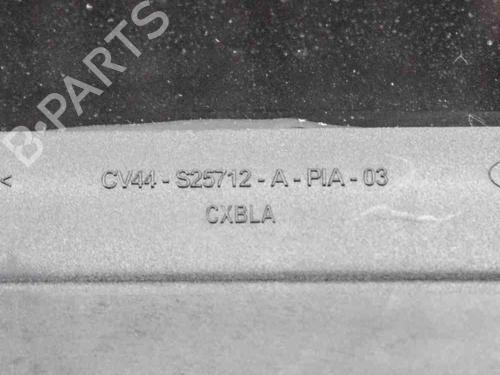 B-PARTS
<
CV44 - S25712 - A - PIA - 03
CXBLA